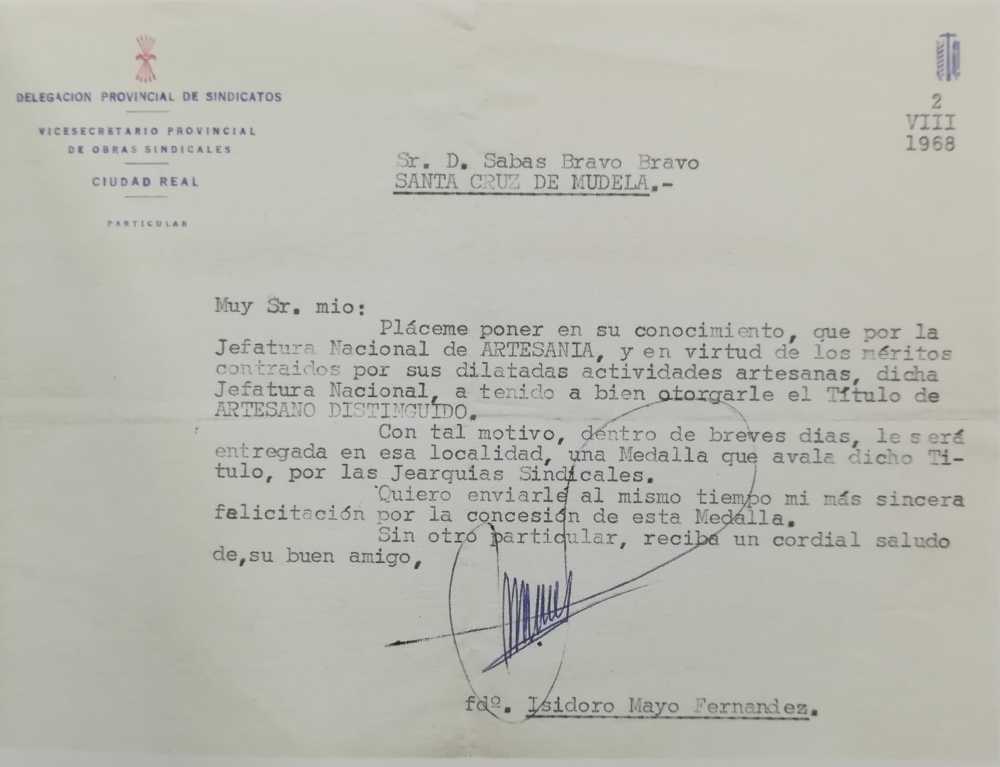 DELEGACION PROVINCIAL DE SINDICATOS
VICESECRETARIO PROVINCIAL
DE OBRAS SINDICALES
CIUDAD REAL
PARTICULAR
2
VIII
1968
Sr. D. Sabas Bravo Bravo
SANTA CRUZ DE MUDELA.-
Muy Sr. mio:
Pláceme poner en su conocimiento, que por la
Jefatura Nacional de ARTESANIA, y en virtud de los méritos
contraidos por sus dilatadas actividades artesanas, dicha
Jefatura Nacional, a tenido a bien otorgarle el Título de
ARTESANO DISTINGUIDO.
Con tal motivo, dentro de breves dias, le será
entregada en esa localidad, una Medalla que avala dicho Ti-
tulo, por las Jearquias Sindicales.
Quiero enviarle al mismo tiempo mi más sincera
felicitación por la concesión de esta Medalla.
Sin otro particular, reciba un cordial saludo
de,su buen amigo,
fdº. Isidoro Mayo Fernandez.